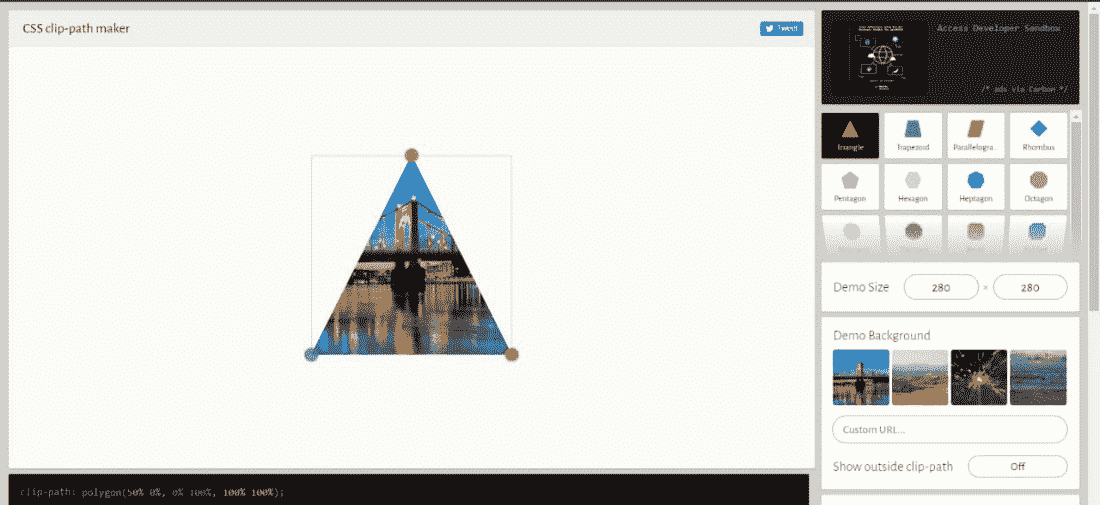 CSS clip-path maker
Tweet
Access Developer Sandbox
/* ads via Carbon */
Triangle
Trapezoid
Parallelogra...
Rhombus
Pentagon
Hexagon
Heptagon
Octagon
Demo Size
280 × 280
Demo Background
Custom URL...
Show outside clip-path
Off
clip-path: polygon(50% 0%, 0% 100%, 100% 100%);